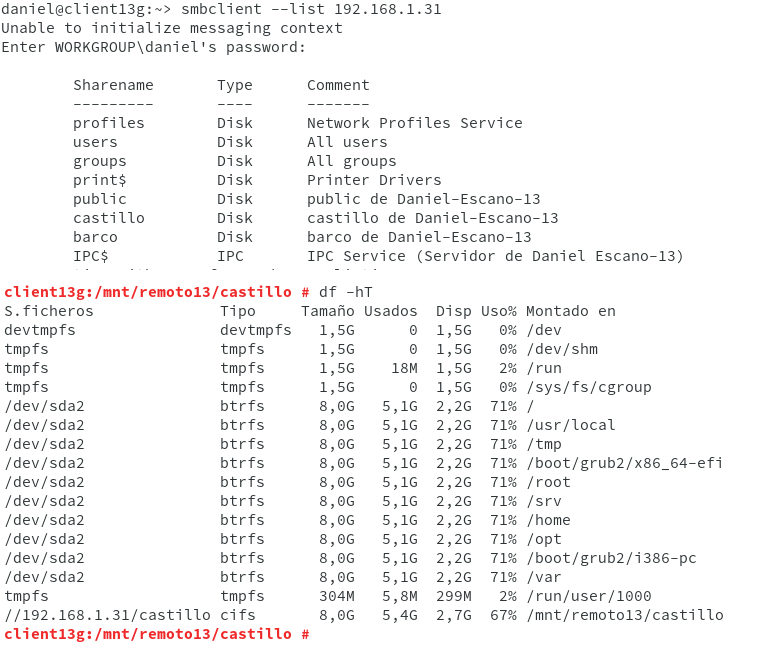 daniel@client13g:~> smbclient --list 192.168.1.31
Unable to initialize messaging context
Enter WORKGROUP\daniel's password:
Sharename Type Comment
--------- ---- -------
profiles Disk Network Profiles Service
users Disk All users
groups Disk All groups
print$ Disk Printer Drivers
public Disk public de Daniel-Escano-13
castillo Disk castillo de Daniel-Escano-13
barco Disk barco de Daniel-Escano-13
IPC$ IPC IPC Service (Servidor de Daniel Escano-13)
client13g:/mnt/remoto13/castillo # df -hT
S.ficheros Tipo Tamaño Usados Disp Uso% Montado en
devtmpfs devtmpfs 1,5G 0 1,5G 0% /dev
tmpfs tmpfs 1,5G 0 1,5G 0% /dev/shm
tmpfs tmpfs 1,5G 18M 1,5G 2% /run
tmpfs tmpfs 1,5G 0 1,5G 0% /sys/fs/cgroup
/dev/sda2 btrfs 8,0G 5,1G 2,2G 71% /
/dev/sda2 btrfs 8,0G 5,1G 2,2G 71% /usr/local
/dev/sda2 btrfs 8,0G 5,1G 2,2G 71% /tmp
/dev/sda2 btrfs 8,0G 5,1G 2,2G 71% /boot/grub2/x86_64-efi
/dev/sda2 btrfs 8,0G 5,1G 2,2G 71% /root
/dev/sda2 btrfs 8,0G 5,1G 2,2G 71% /srv
/dev/sda2 btrfs 8,0G 5,1G 2,2G 71% /home
/dev/sda2 btrfs 8,0G 5,1G 2,2G 71% /opt
/dev/sda2 btrfs 8,0G 5,1G 2,2G 71% /boot/grub2/i386-pc
/dev/sda2 btrfs 8,0G 5,1G 2,2G 71% /var
tmpfs tmpfs 304M 5,8M 299M 2% /run/user/1000
//192.168.1.31/castillo cifs 8,0G 5,4G 2,7G 67% /mnt/remoto13/castillo
client13g:/mnt/remoto13/castillo #